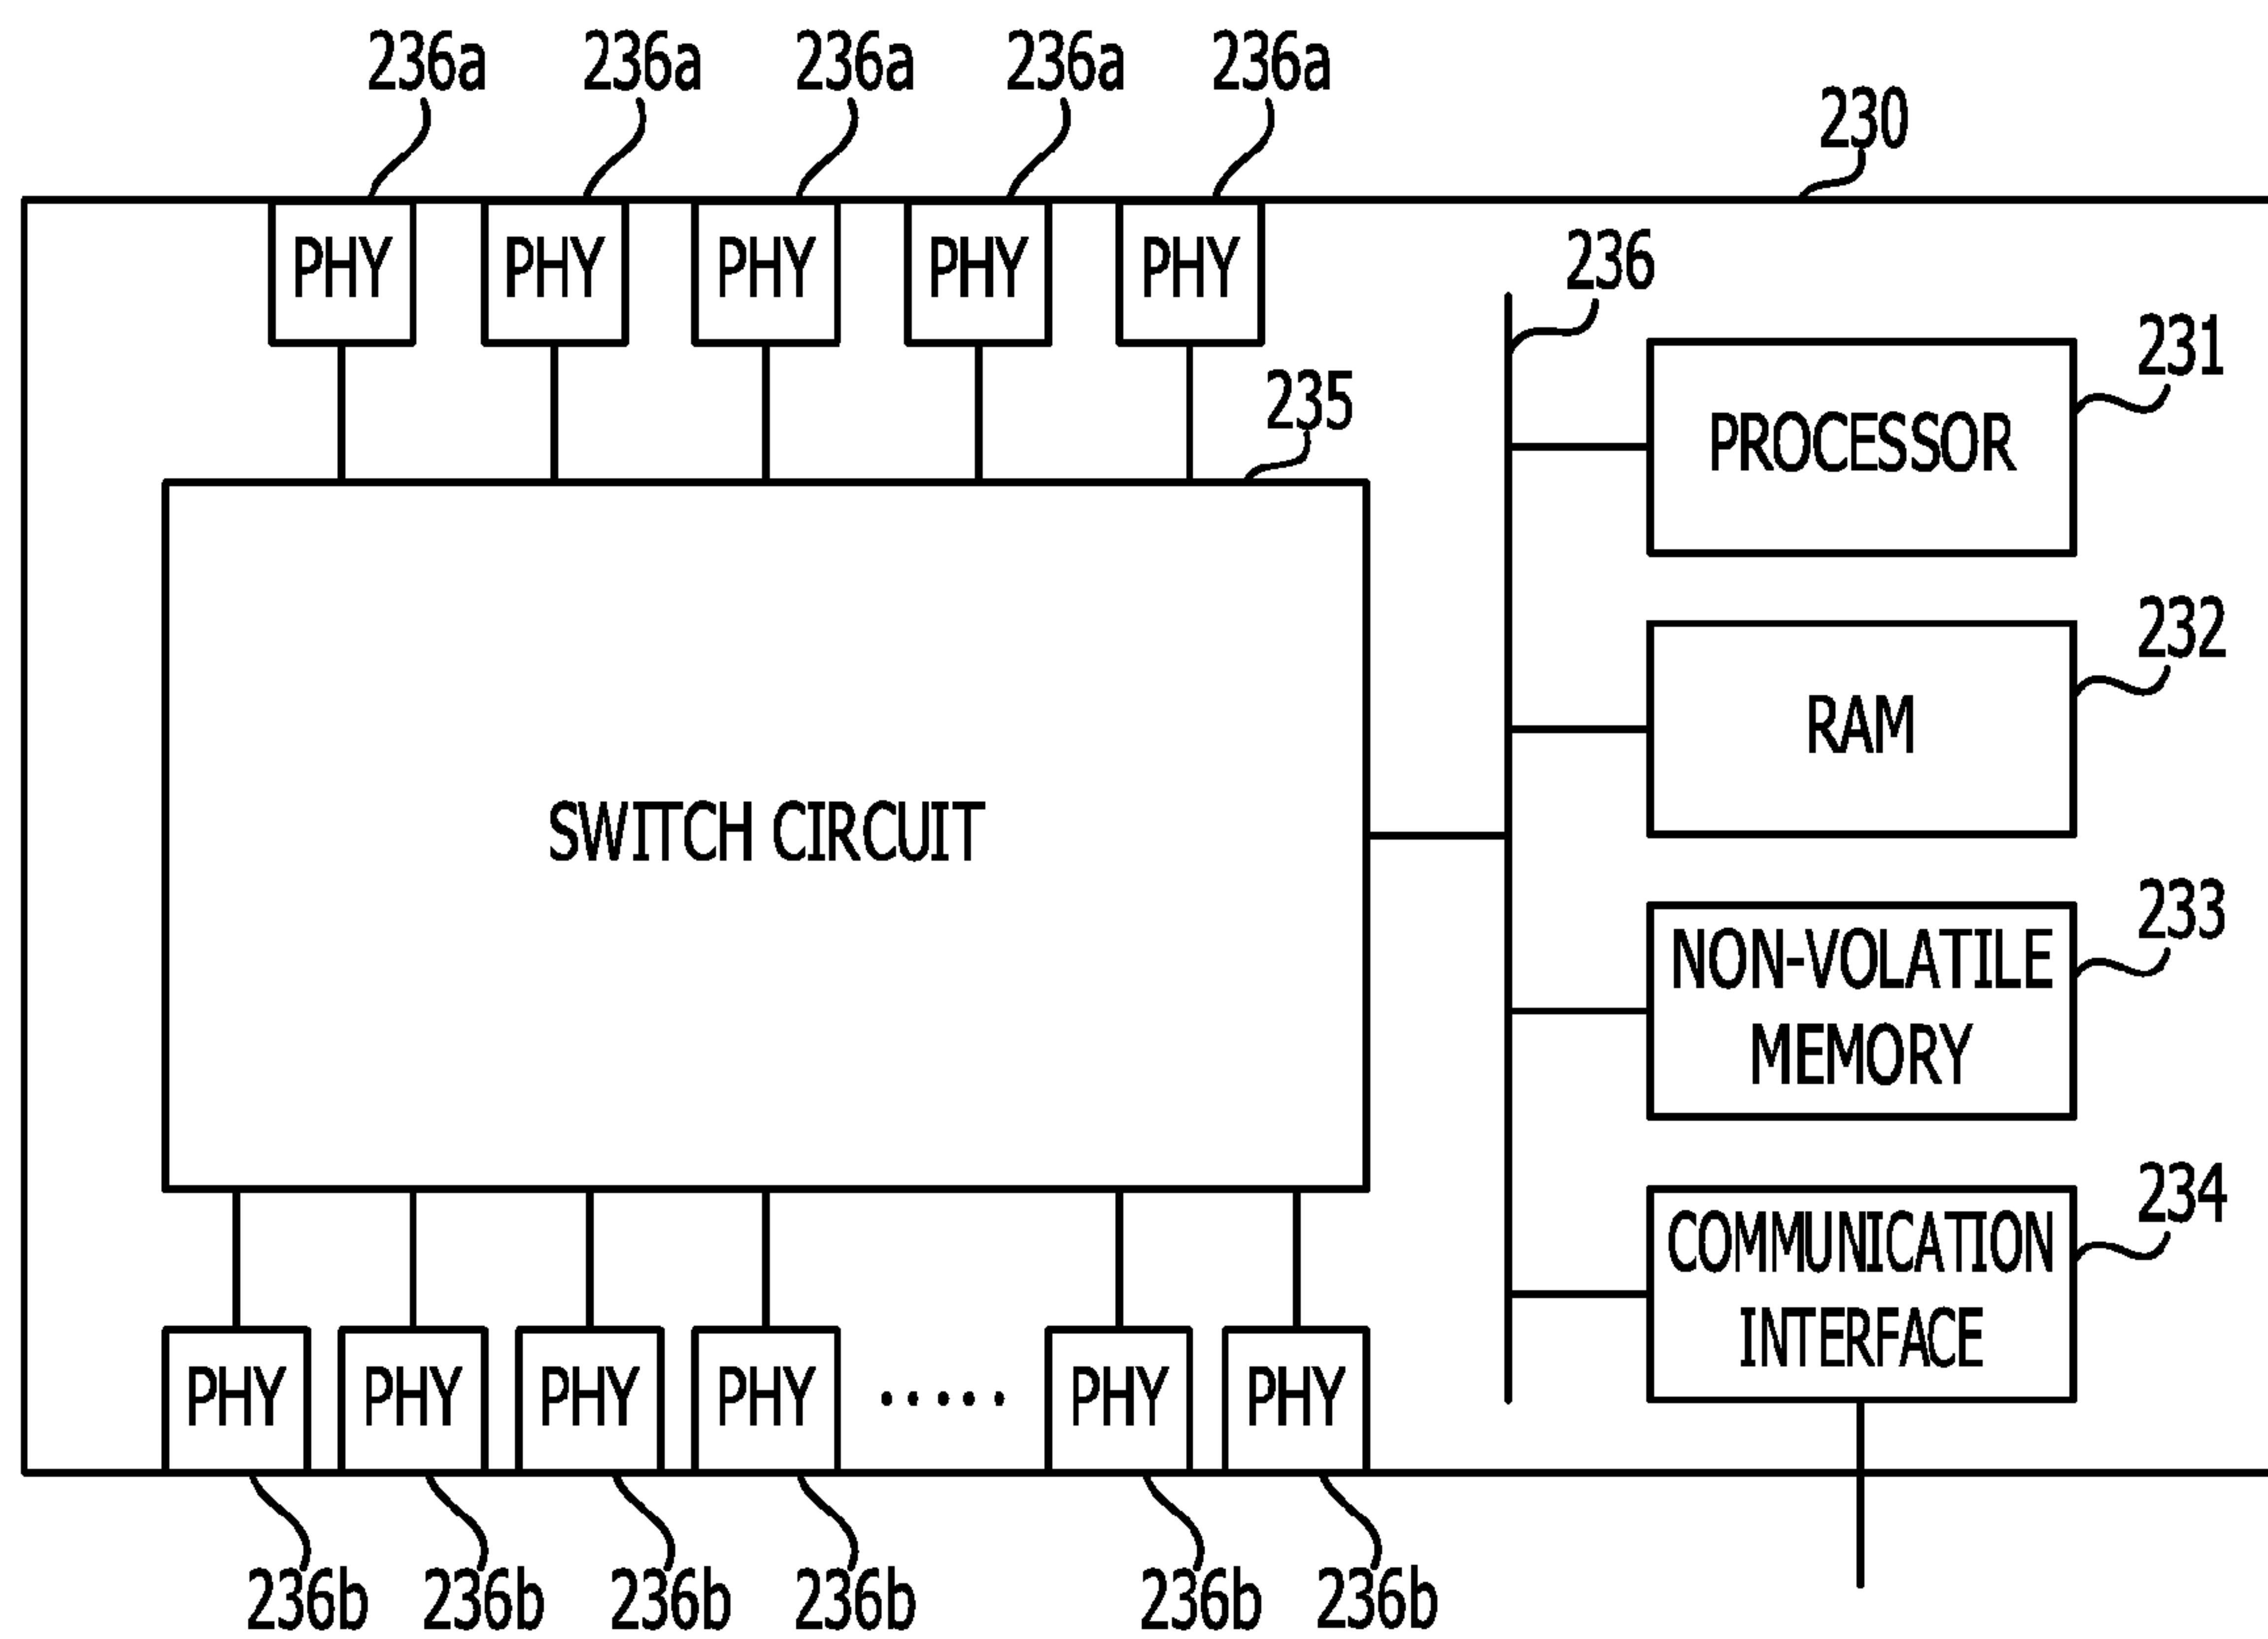 236a 236a 236a 236a 236a
230
PHY PHY PHY PHY PHY
236
231
235
PROCESSOR
232
RAM
SWITCH CIRCUIT
233
NON-VOLATILE
MEMORY
234
COMMUNICATION
INTERFACE
PHY PHY PHY PHY ..... PHY PHY
236b 236b 236b 236b 236b 236b